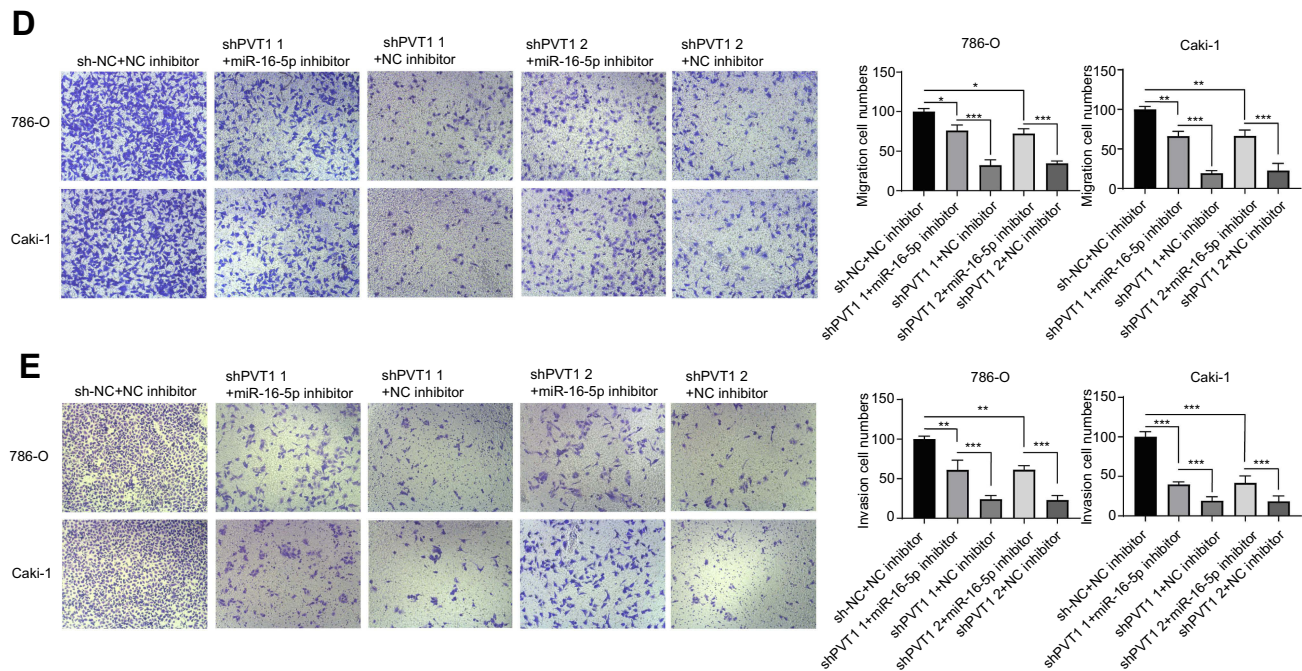 D
sh-NC+NC inhibitor
shPVT1 1
+miR-16-5p inhibitor
shPVT1 1
+NC inhibitor
shPVT1 2
+miR-16-5p inhibitor
shPVT1 2
+NC inhibitor
786-O
Caki-1
786-O
Migration cell numbers
150
100
50
0
*
*
***
***
sh-NC+NC inhibitor
shPVT1 1+miR-16-5p inhibitor
shPVT1 1+NC inhibitor
shPVT1 2+miR-16-5p inhibitor
shPVT1 2+NC inhibitor
Caki-1
Migration cell numbers
150
100
50
0
**
**
***
***
sh-NC+NC inhibitor
shPVT1 1+miR-16-5p inhibitor
shPVT1 1+NC inhibitor
shPVT1 2+miR-16-5p inhibitor
shPVT1 2+NC inhibitor
E
sh-NC+NC inhibitor
shPVT1 1
+miR-16-5p inhibitor
shPVT1 1
+NC inhibitor
shPVT1 2
+miR-16-5p inhibitor
shPVT1 2
+NC inhibitor
786-O
Caki-1
786-O
Invasion cell numbers
150
100
50
0
**
**
***
***
sh-NC+NC inhibitor
shPVT1 1+miR-16-5p inhibitor
shPVT1 1+NC inhibitor
shPVT1 2+miR-16-5p inhibitor
shPVT1 2+NC inhibitor
Caki-1
Invasion cell numbers
150
100
50
0
***
***
***
***
sh-NC+NC inhibitor
shPVT1 1+miR-16-5p inhibitor
shPVT1 1+NC inhibitor
shPVT1 2+miR-16-5p inhibitor
shPVT1 2+NC inhibitor